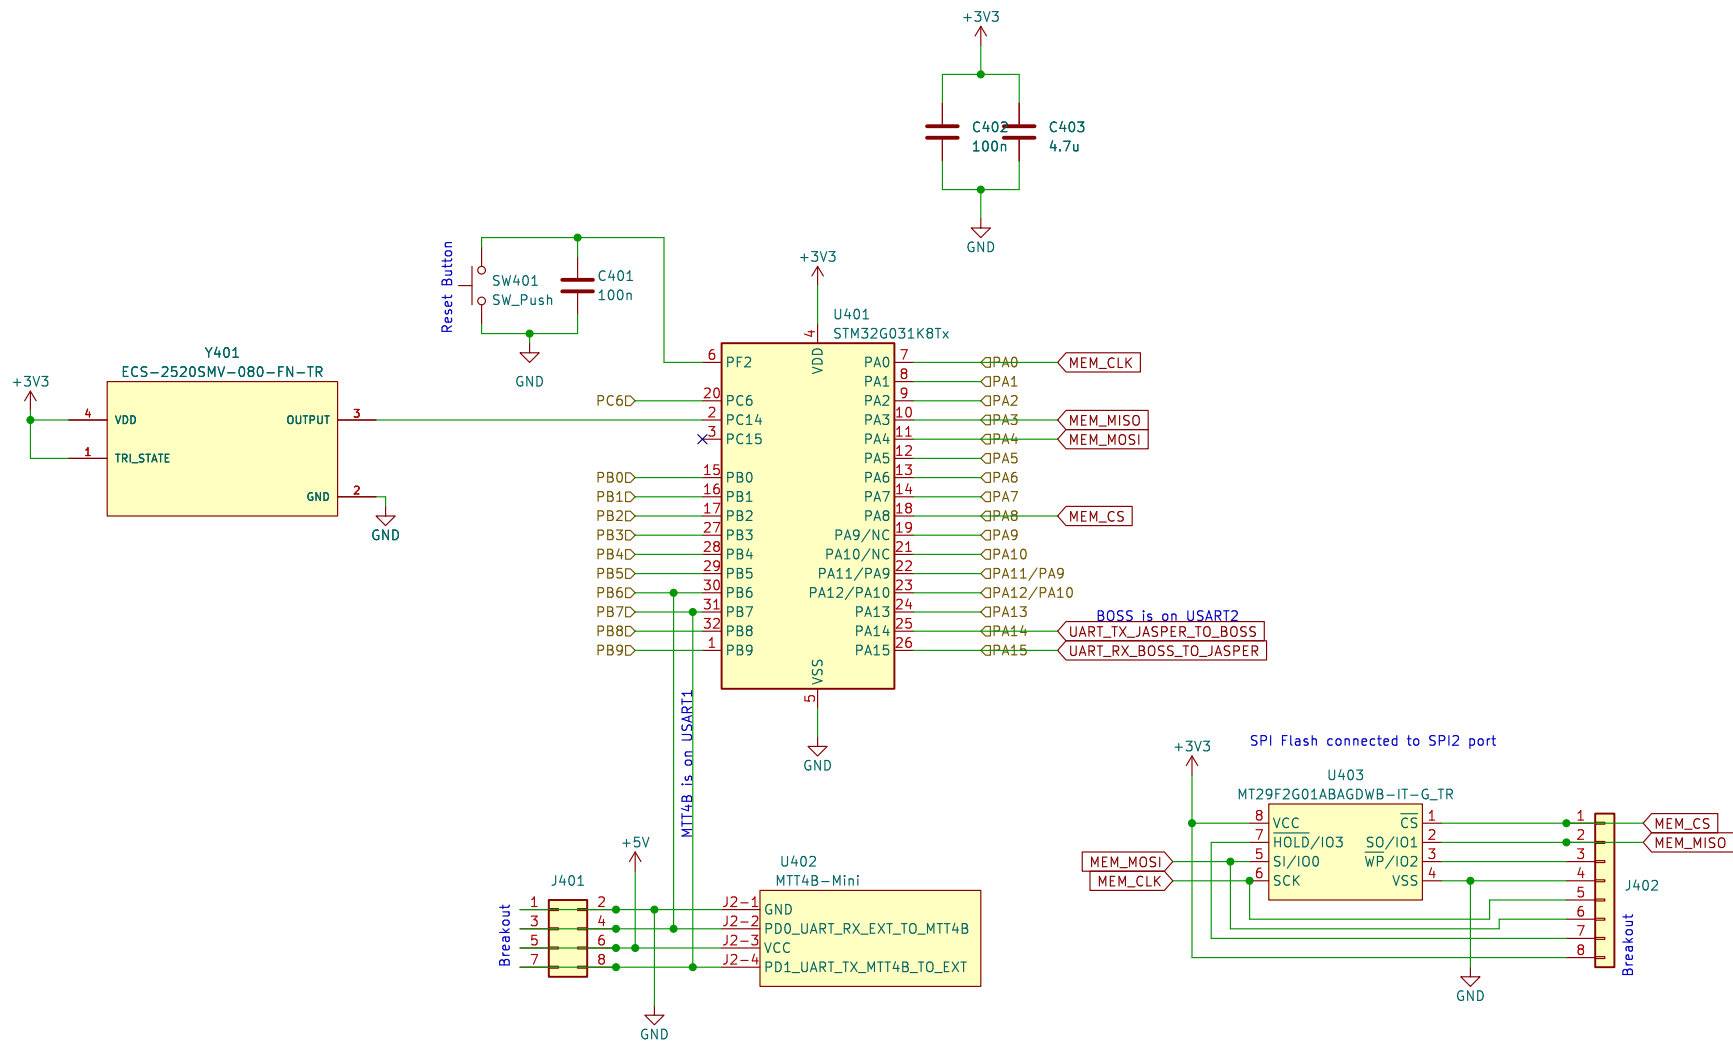 +3V3
C402
100n
C403
4.7u
GND
Reset Button
SW401
SW_Push
C401
100n
GND
+3V3
U401
STM32G031K8Tx
4
VDD
Y401
ECS-2520SMV-080-FN-TR
+3V3
4
VDD
OUTPUT
3
1
TRI_STATE
GND
2
GND
6
PF2
PC6
20
PC6
2
PC14
3
PC15
PB0
15
PB0
PB1
16
PB1
PB2
17
PB2
PB3
27
PB3
PB4
28
PB4
PB5
29
PB5
PB6
30
PB6
PB7
31
PB7
PB8
32
PB8
PB9
1
PB9
PA0
7
PA0
MEM_CLK
PA1
8
PA1
PA2
9
PA2
PA3
10
PA3
MEM_MISO
PA4
11
PA4
MEM_MOSI
PA5
12
PA5
PA6
13
PA6
PA7
14
PA7
PA8
18
PA8
MEM_CS
PA9/NC
19
PA9
PA10/NC
21
PA10
PA11/PA9
22
PA11/PA9
PA12/PA10
23
PA12/PA10
PA13
24
PA13
BOSS is on USART2
PA14
25
PA14
UART_TX_JASPER_TO_BOSS
PA15
26
PA15
UART_RX_BOSS_TO_JASPER
VSS
5
GND
MTT4B is on USART1
+5V
J401
Breakout
1
2
3
4
5
6
7
8
U402
MTT4B-Mini
J2-1
GND
J2-2
PD0_UART_RX_EXT_TO_MTT4B
J2-3
VCC
J2-4
PD1_UART_TX_MTT4B_TO_EXT
GND
SPI Flash connected to SPI2 port
+3V3
U403
MT29F2G01ABAGDWB-IT-G_TR
8
VCC
CS
1
7
HOLD/IO3
SO/IO1
2
MEM_MOSI
5
SI/IO0
WP/IO2
3
MEM_CLK
6
SCK
VSS
4
GND
1
MEM_CS
2
MEM_MISO
3
4
5
6
7
8
J402
Breakout